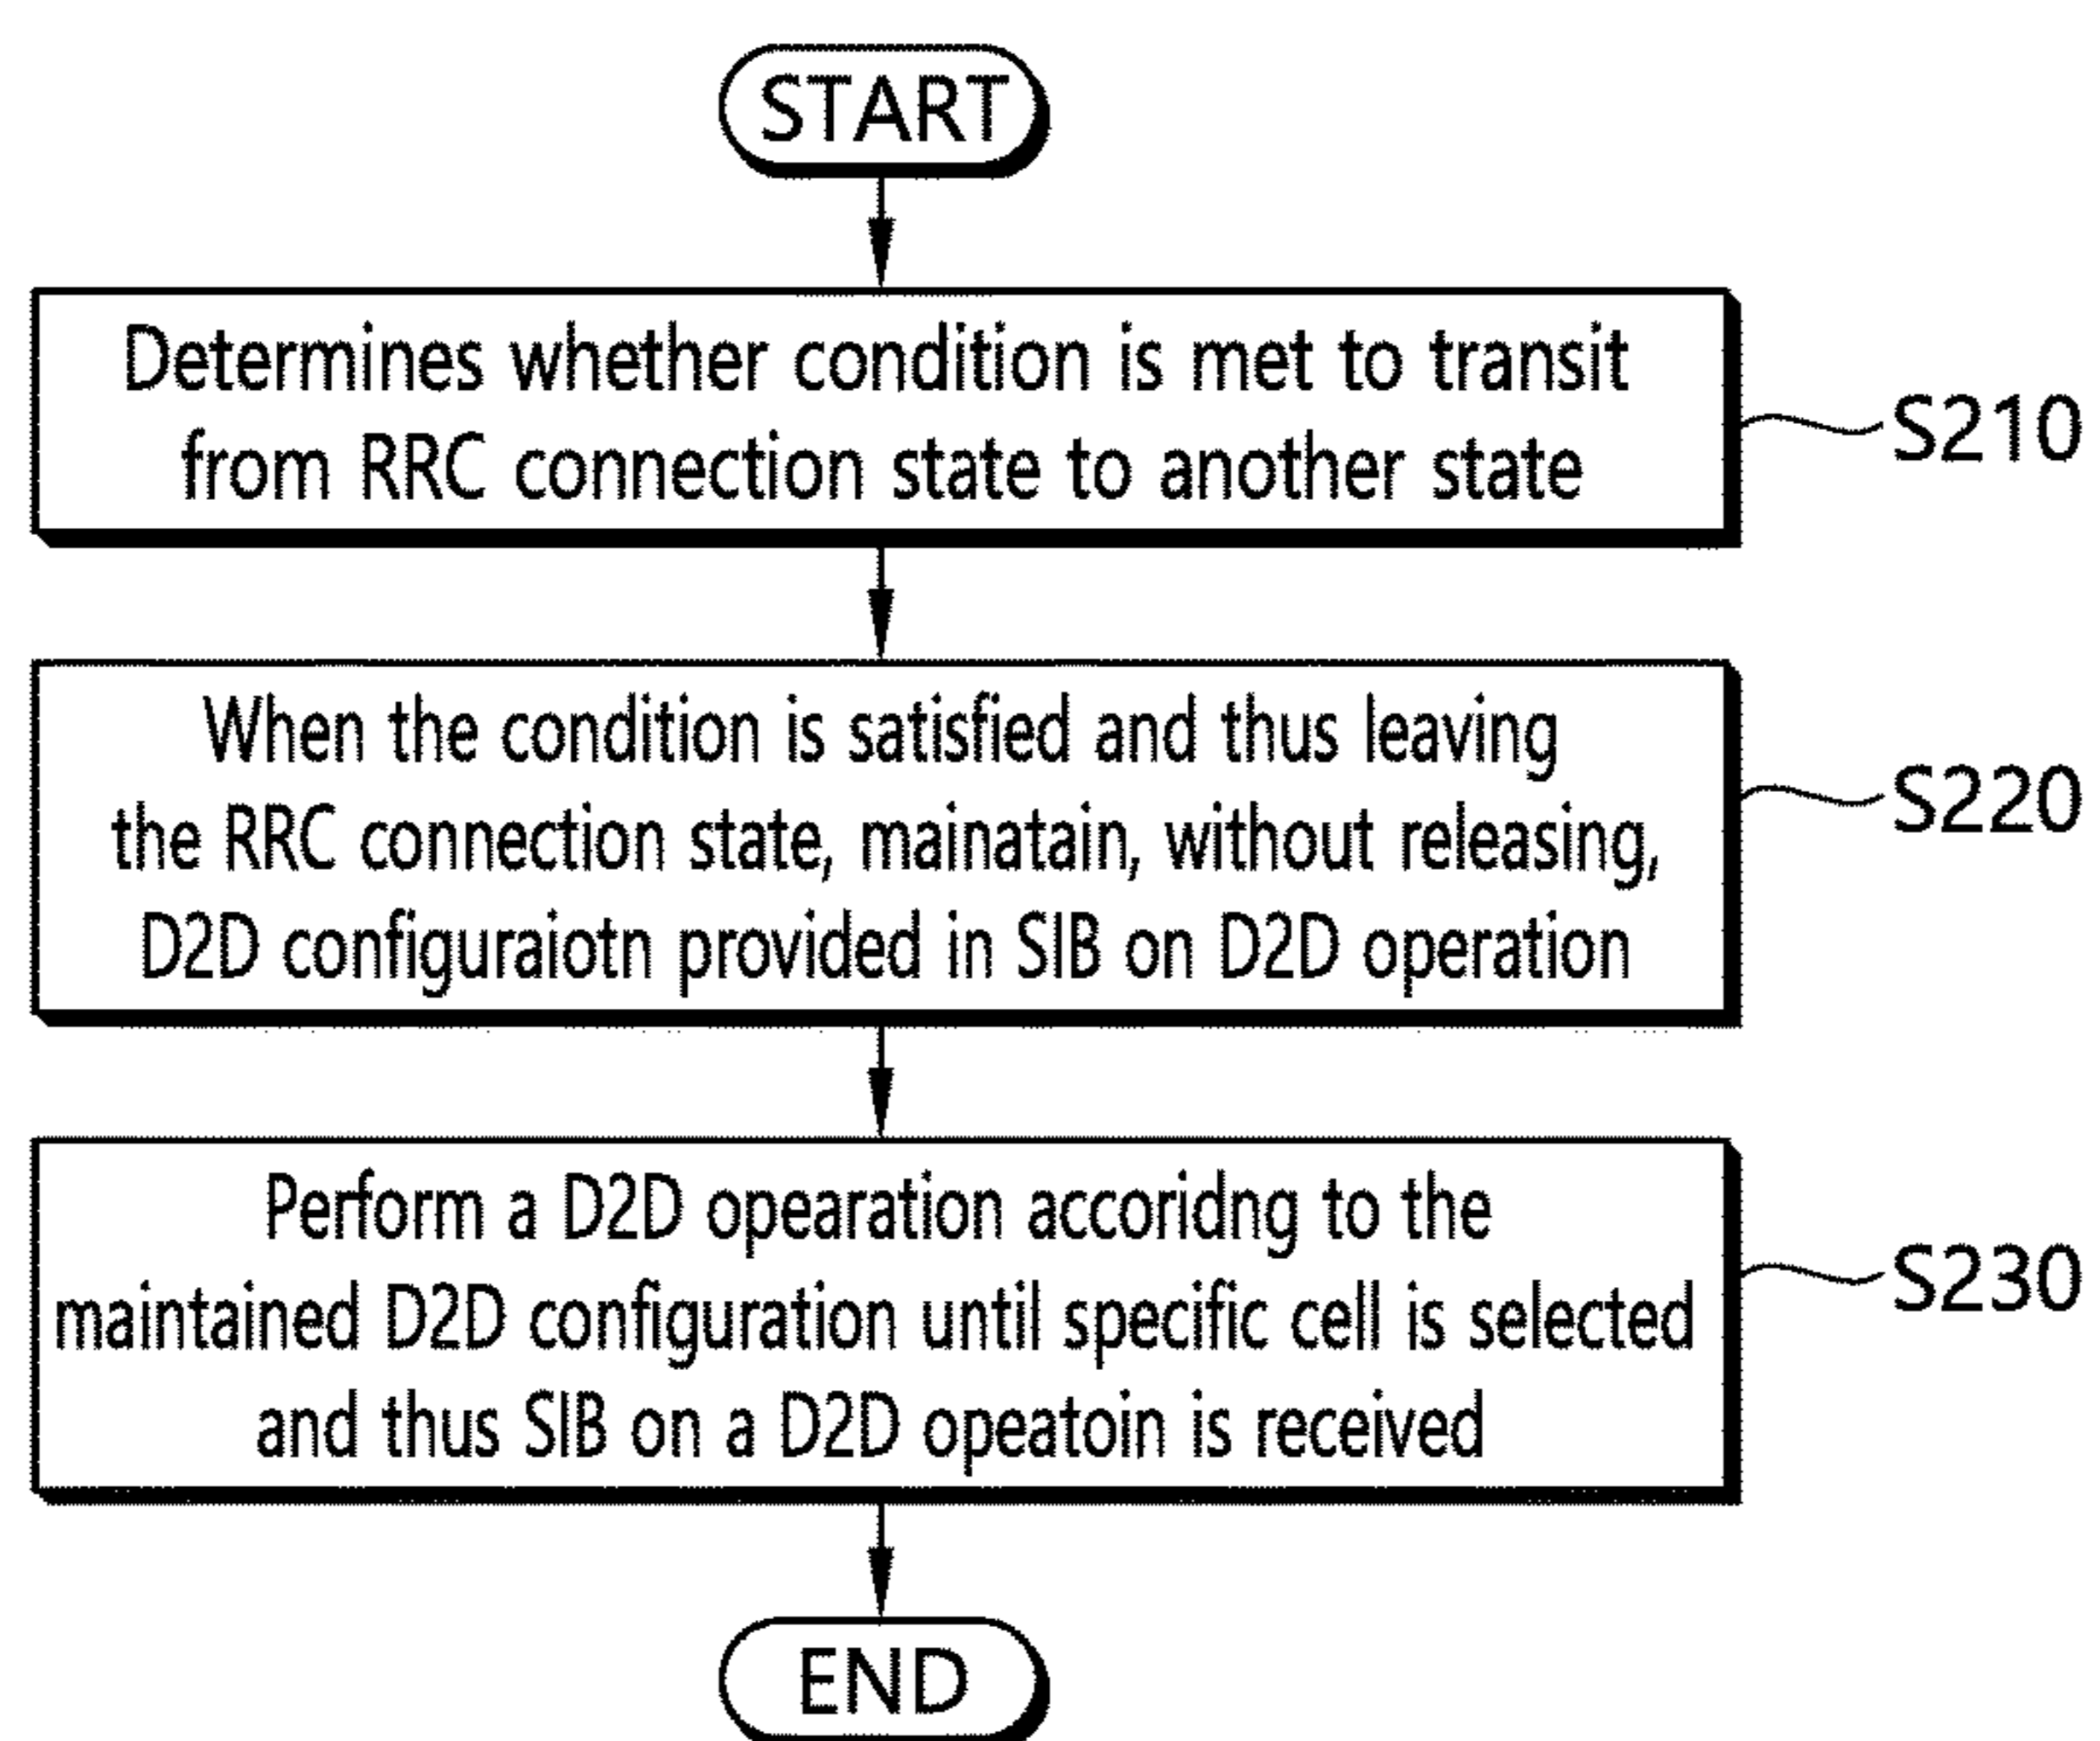 START
Determines whether condition is met to transit
from RRC connection state to another state
S210
When the condition is satisfied and thus leaving
the RRC connection state, mainatain, without releasing,
D2D configuraiotn provided in SIB on D2D operation
S220
Perform a D2D opearation accoridng to the
maintained D2D configuration until specific cell is selected
and thus SIB on a D2D opeatoin is received
S230
END